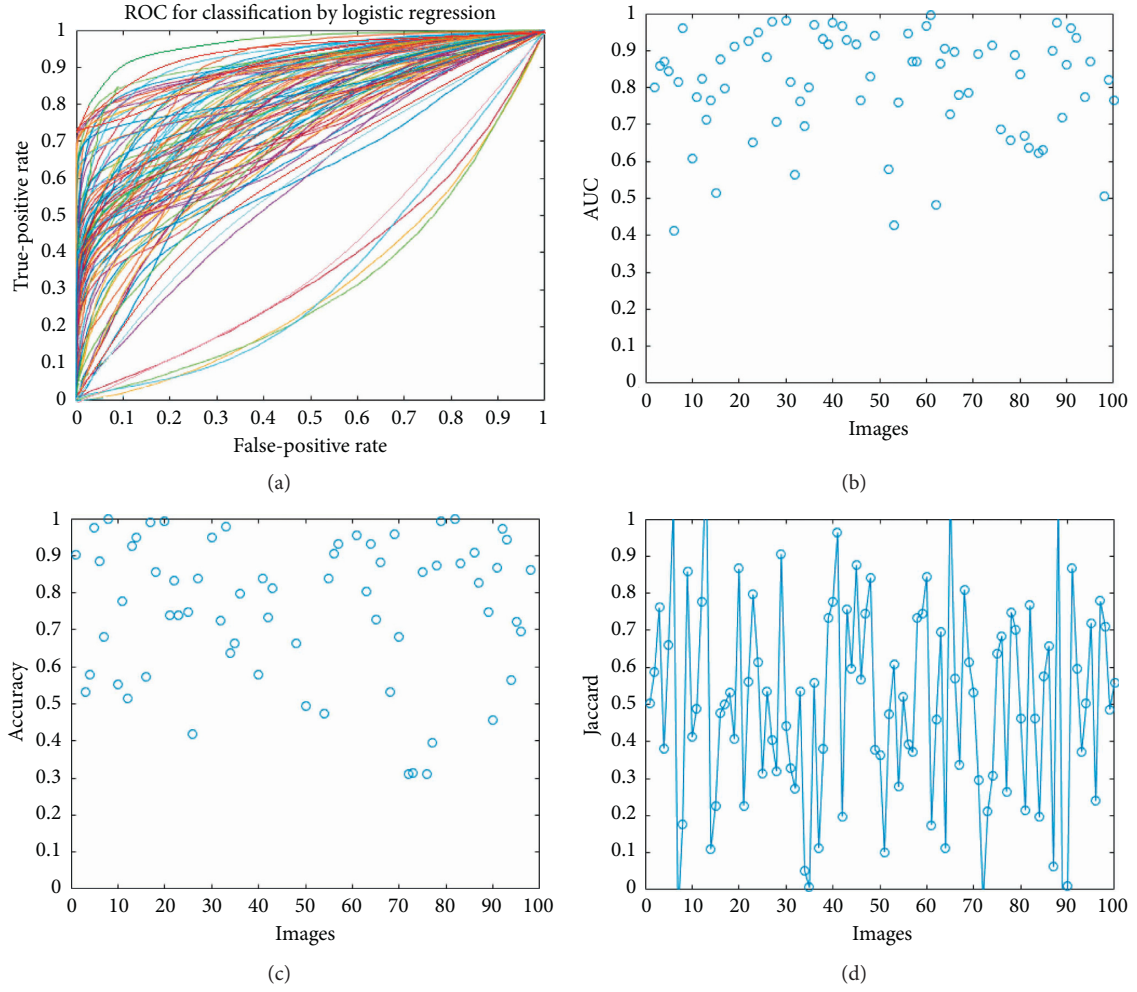 ROC for classification by logistic regression
1
0.9
0.8
0.7
0.6
0.5
0.4
0.3
0.2
0.1
0
True-positive rate
0 0.1 0.2 0.3 0.4 0.5 0.6 0.7 0.8 0.9 1
False-positive rate
(a)
1
0.9
0.8
0.7
0.6
0.5
0.4
0.3
0.2
0.1
0
AUC
0 10 20 30 40 50 60 70 80 90 100
Images
(b)
1
0.9
0.8
0.7
0.6
0.5
0.4
0.3
0.2
0.1
0
Accuracy
0 10 20 30 40 50 60 70 80 90 100
Images
(c)
1
0.9
0.8
0.7
0.6
0.5
0.4
0.3
0.2
0.1
0
Jaccard
0 10 20 30 40 50 60 70 80 90 100
Images
(d)